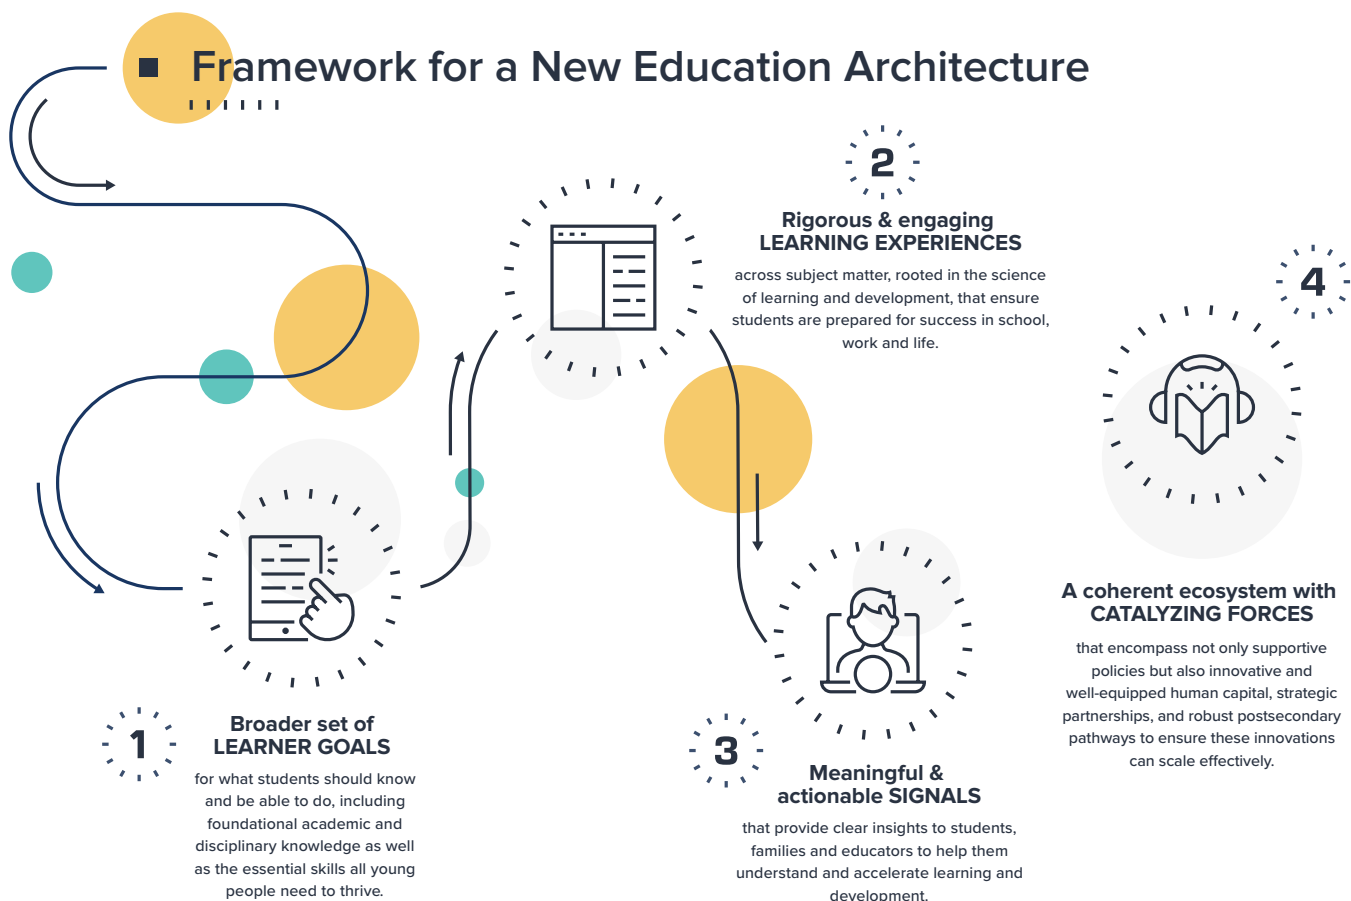 Framework for a New Education Architecture
1
Broader set of
LEARNER GOALS
for what students should know
and be able to do, including
foundational academic and
disciplinary knowledge as well
as the essential skills all young
people need to thrive.
2
Rigorous & engaging
LEARNING EXPERIENCES
across subject matter, rooted in the science
of learning and development, that ensure
students are prepared for success in school,
work and life.
3
Meaningful &
actionable SIGNALS
that provide clear insights to students,
families and educators to help them
understand and accelerate learning and
development.
4
A coherent ecosystem with
CATALYZING FORCES
that encompass not only supportive
policies but also innovative and
well-equipped human capital, strategic
partnerships, and robust postsecondary
pathways to ensure these innovations
can scale effectively.